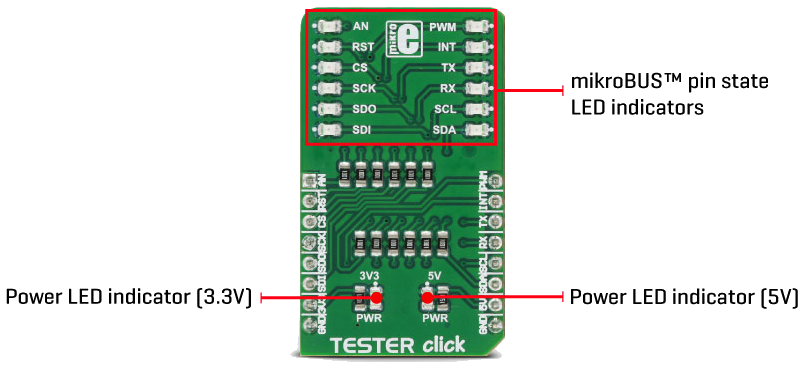 AN PWM
mikro
e
RST INT
CS TX
SCK RX
SDO SCL
SDI SDA
mikroBUS™ pin state
LED indicators
AN PWM
RST INT
CS TX
SCK RX
SDO SCL
SDI SDA
3V3 5V
GND GND
3V3 5V
Power LED indicator (3.3V)
Power LED indicator (5V)
PWR PWR
TESTER click